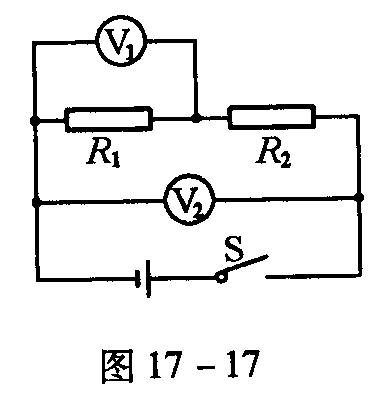 V₁
R₁ R₂
V₂
S
图 17 - 17